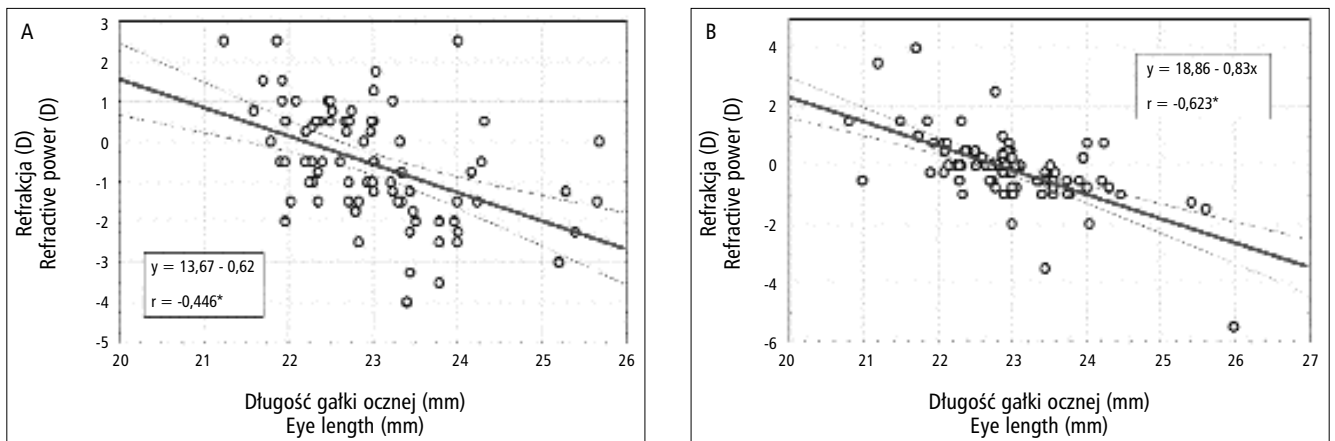 A
3
2
1
0
-1
-2
-3
-4
-5
Refrakcja (D)
Refractive power (D)
y = 13,67 - 0,62
r = -0,446*
20 21 22 23 24 25 26
Długość gałki ocznej (mm)
Eye length (mm)
B
4
2
0
-2
-4
-6
Refrakcja (D)
Refractive power (D)
y = 18,86 - 0,83x
r = -0,623*
20 21 22 23 24 25 26 27
Długość gałki ocznej (mm)
Eye length (mm)